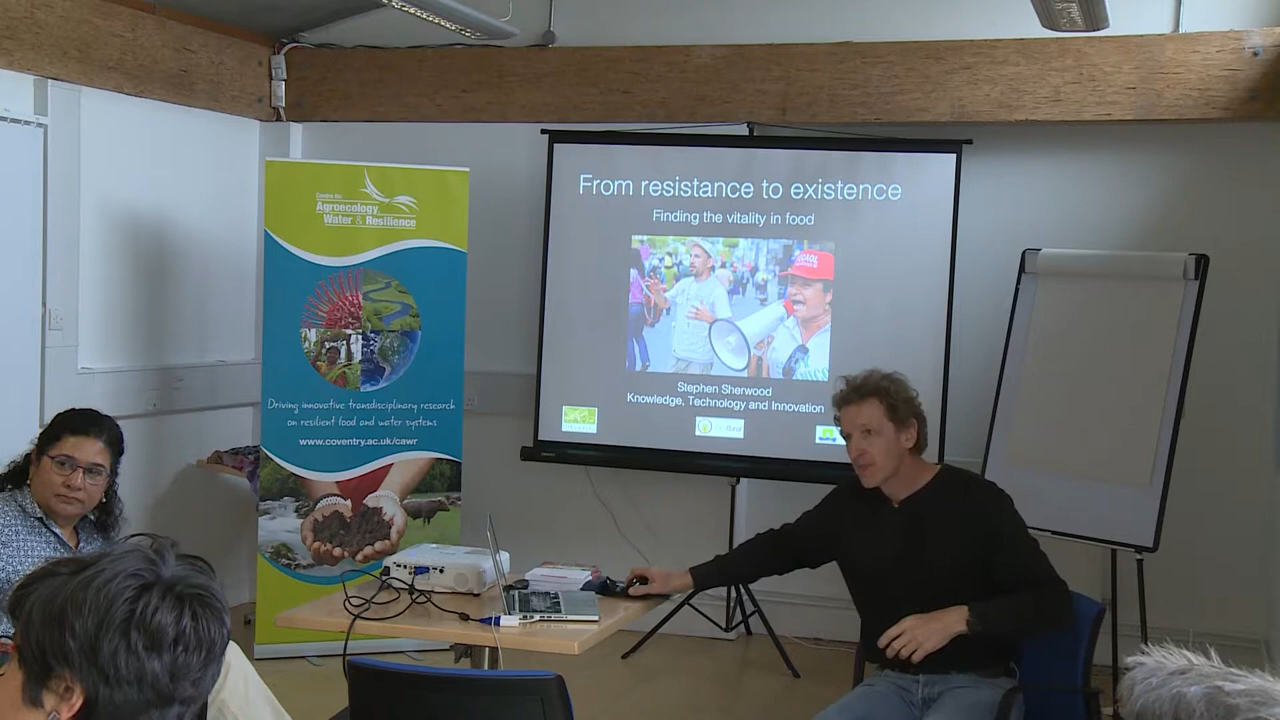 Centre for
Agroecology
Water & Resilience
Driving innovative transdisciplinary research
on resilient food and water systems
www.coventry.ac.uk/cawr
From resistance to existence
Finding the vitality in food
Stephen Sherwood
Knowledge, Technology and Innovation